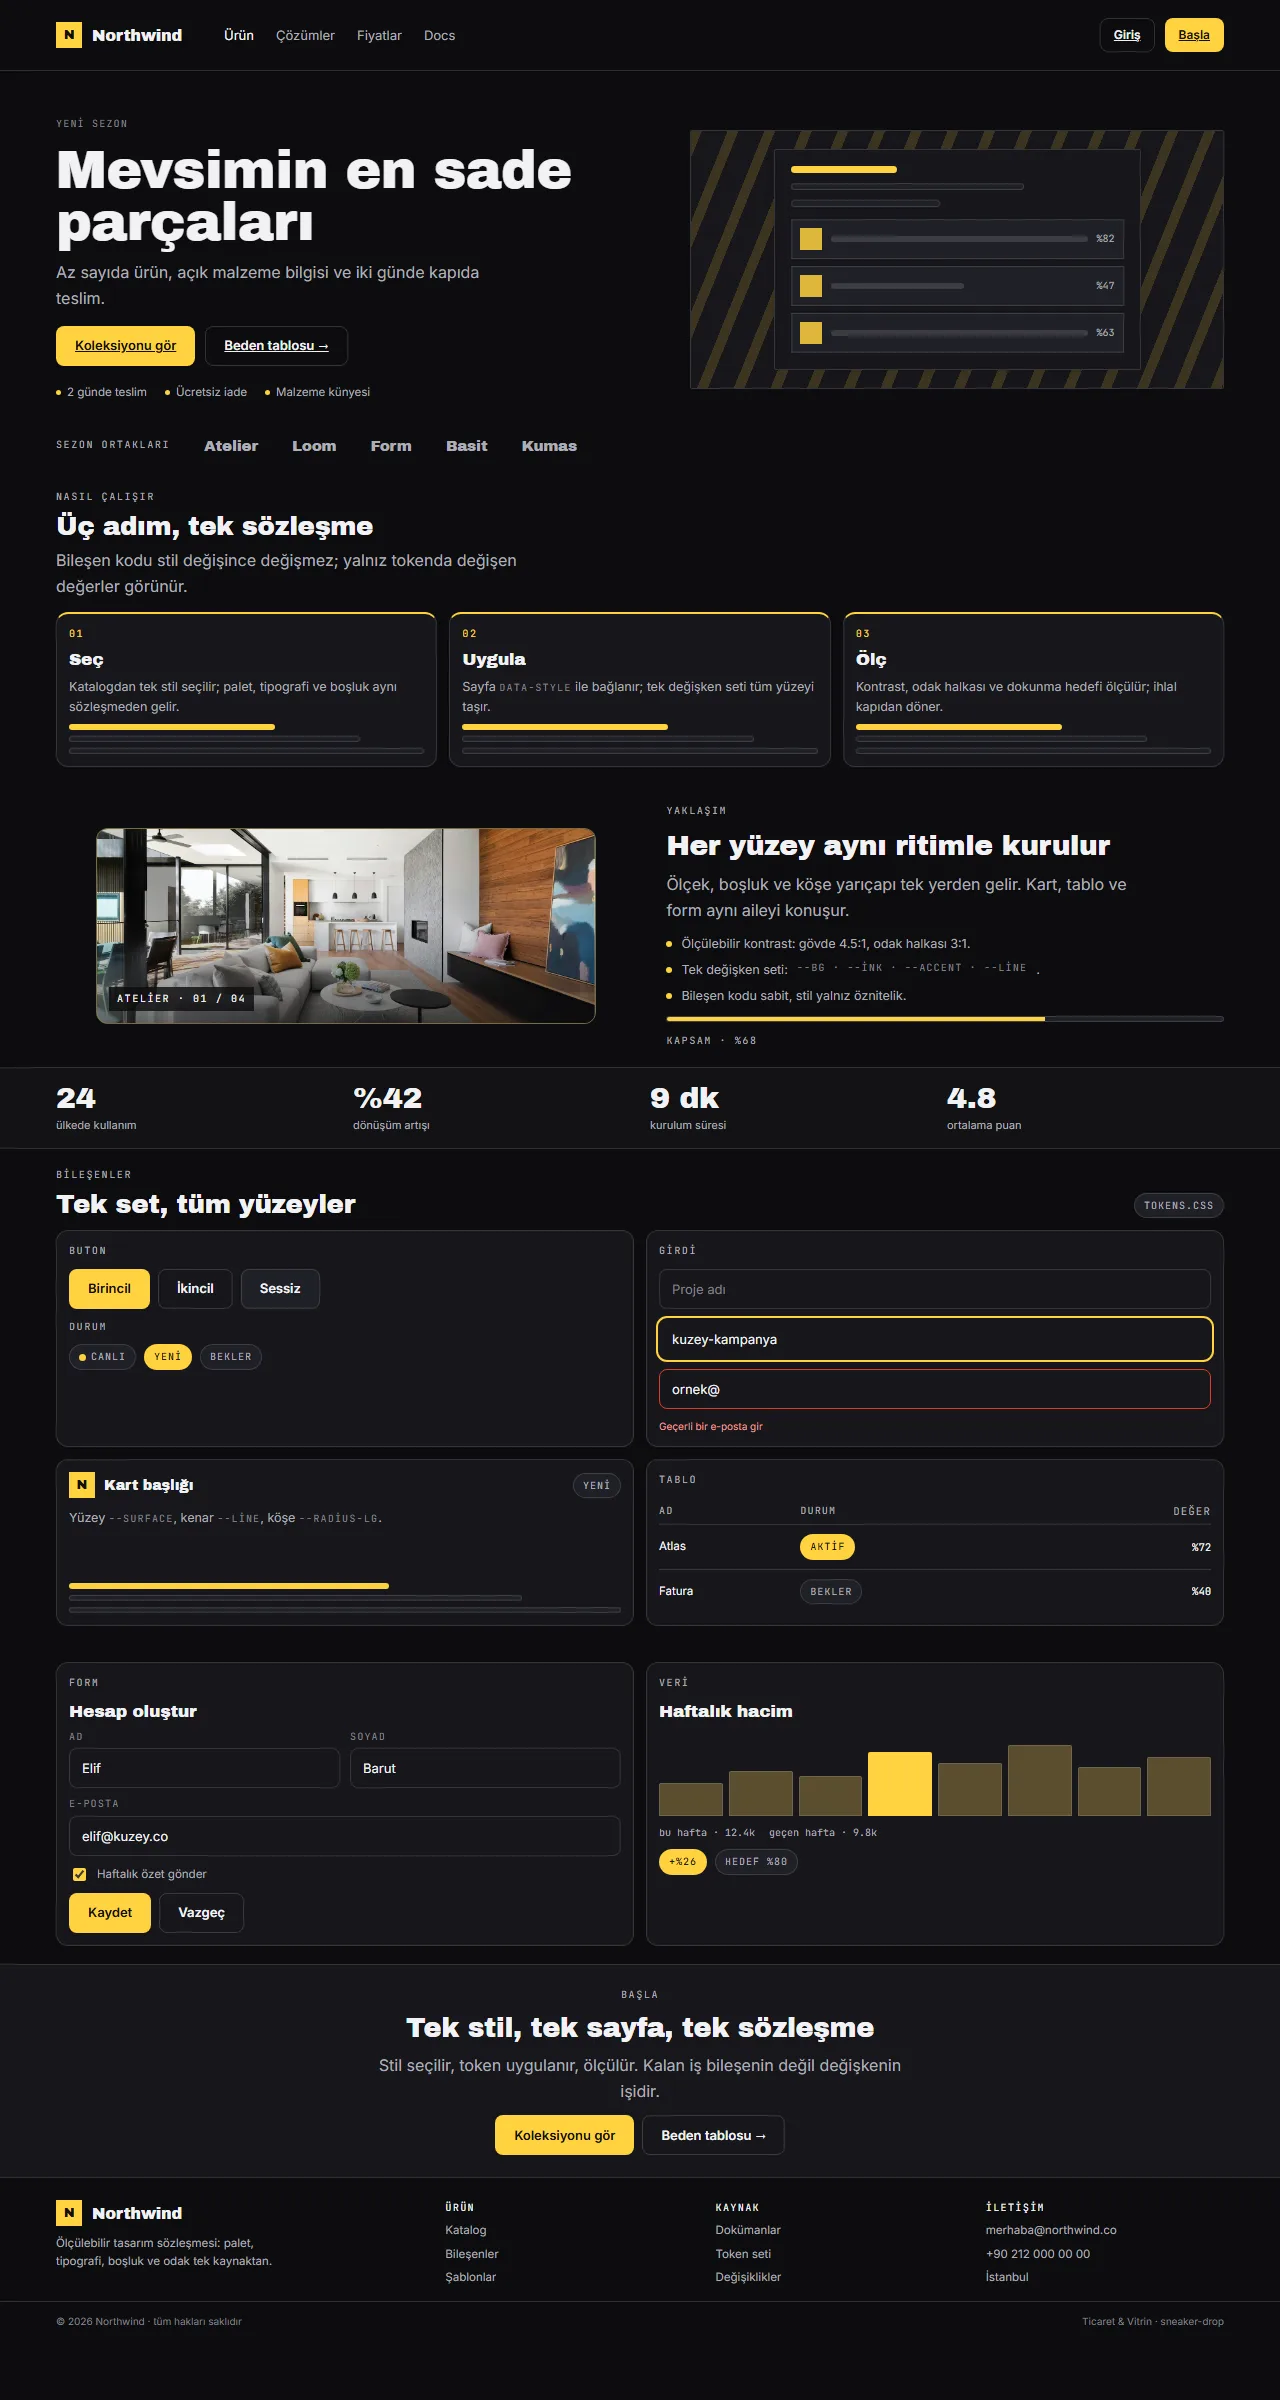 N Northwind Ürün Çözümler Fiyatlar Docs Giriş Başla
YENİ SEZON
Mevsimin en sade
parçaları
Az sayıda ürün, açık malzeme bilgisi ve iki günde kapıda
teslim.
Koleksiyonu gör Beden tablosu →
2 günde teslim Ücretsiz iade Malzeme künyesi
%82
%47
%63
SEZON ORTAKLARI Atelier Loom Form Basit Kumas
NASIL ÇALIŞIR
Üç adım, tek sözleşme
Bileşen kodu stil değişince değişmez; yalnız tokenda değişen
değerler görünür.
01
Seç
Katalogdan tek stil seçilir; palet, tipografi ve boşluk aynı
sözleşmeden gelir.
02
Uygula
Sayfa DATA-STYLE ile bağlanır; tek değişken seti tüm yüzeyi
taşır.
03
Ölç
Kontrast, odak halkası ve dokunma hedefi ölçülür; ihlal
kapıdan döner.
ATELİER · 01 / 04
YAKLAŞIM
Her yüzey aynı ritimle kurulur
Ölçek, boşluk ve köşe yarıçapı tek yerden gelir. Kart, tablo ve
form aynı aileyi konuşur.
Ölçülebilir kontrast: gövde 4.5:1, odak halkası 3:1.
Tek değişken seti: --BG · --İNK · --ACCENT · --LİNE .
Bileşen kodu sabit, stil yalnız öznitelik.
KAPSAM · %68
24
ülkede kullanım
%42
dönüşüm artışı
9 dk
kurulum süresi
4.8
ortalama puan
BİLEŞENLER
Tek set, tüm yüzeyler
TOKENS.CSS
BUTON
Birincil İkincil Sessiz
DURUM
CANLI YENİ BEKLER
GİRDİ
Proje adı
kuzey-kampanya
ornek@
Geçerli bir e-posta gir
N Kart başlığı YENİ
Yüzey --SURFACE, kenar --LİNE, köşe --RADİUS-LG.
TABLO
AD DURUM DEĞER
Atlas AKTİF %72
Fatura BEKLER %40
FORM
Hesap oluştur
AD SOYAD
Elif Barut
E-POSTA
elif@kuzey.co
Haftalık özet gönder
Kaydet Vazgeç
VERİ
Haftalık hacim
bu hafta · 12.4k geçen hafta · 9.8k
+%26 HEDEF %80
BAŞLA
Tek stil, tek sayfa, tek sözleşme
Stil seçilir, token uygulanır, ölçülür. Kalan iş bileşenin değil değişkenin
işidir.
Koleksiyonu gör Beden tablosu →
N Northwind
Ölçülebilir tasarım sözleşmesi: palet,
tipografi, boşluk ve odak tek kaynaktan.
ÜRÜN
Katalog
Bileşenler
Şablonlar
KAYNAK
Dokümanlar
Token seti
Değişiklikler
İLETİŞİM
merhaba@northwind.co
+90 212 000 00 00
İstanbul
© 2026 Northwind · tüm hakları saklıdır
Ticaret & Vitrin · sneaker-drop